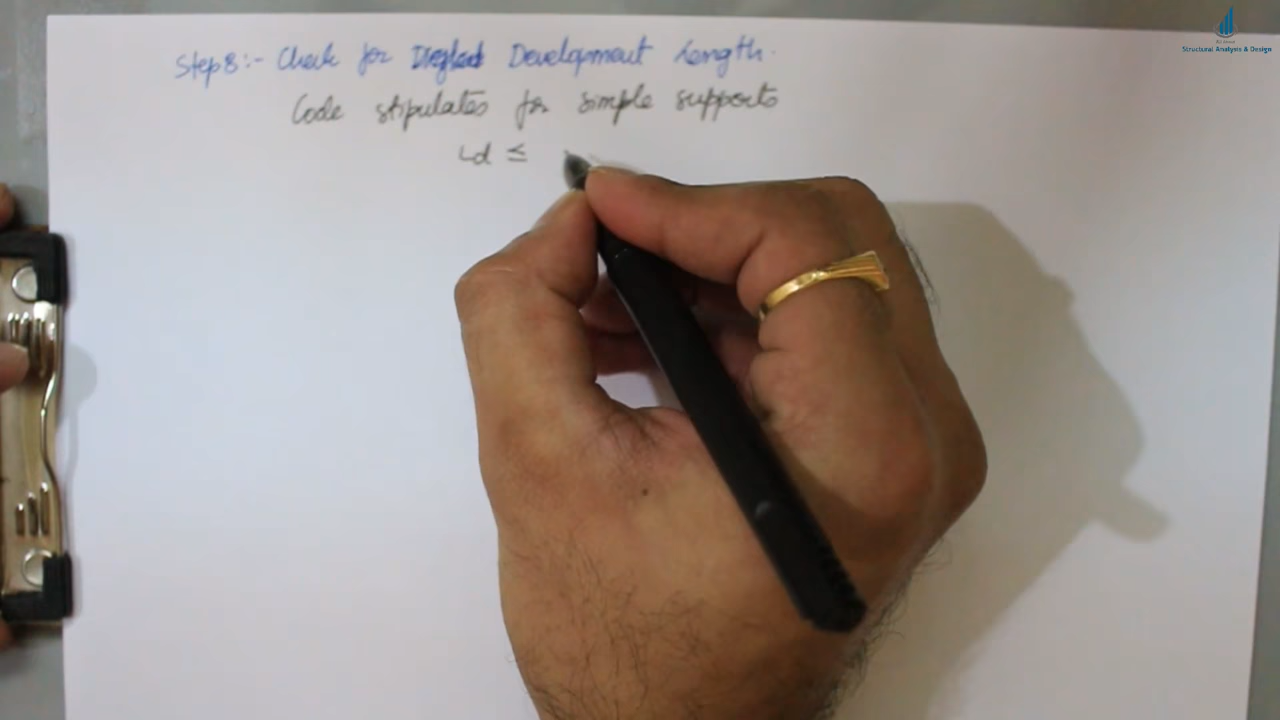 Step 8:- Check for Development Length.
Code stipulates for simple supports
Ld ≤
Structural Analysis & Design